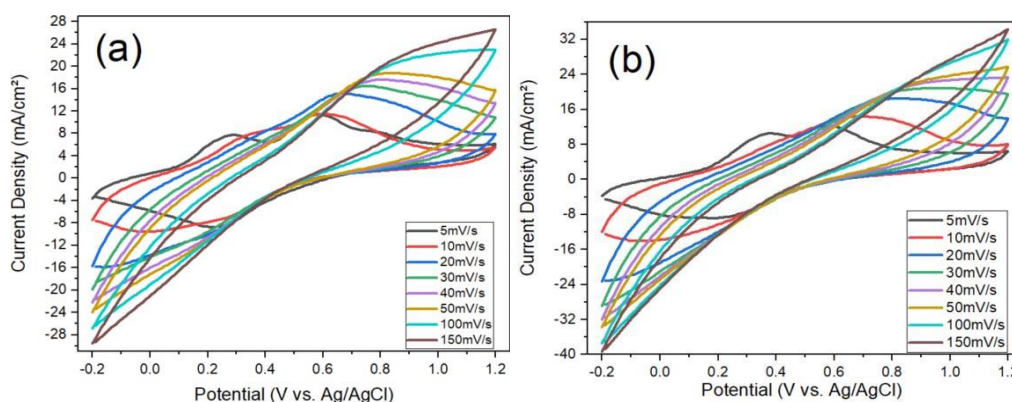 (a)
Current Density (mA/cm²)
28
24
20
16
12
8
4
0
-4
-8
-12
-16
-20
-24
-28
-0.2 0.0 0.2 0.4 0.6 0.8 1.0 1.2
Potential (V vs. Ag/AgCl)
5mV/s
10mV/s
20mV/s
30mV/s
40mV/s
50mV/s
100mV/s
150mV/s
(b)
Current Density (mA/cm²)
32
24
16
8
0
-8
-16
-24
-32
-40
-0.2 0.0 0.2 0.4 0.6 0.8 1.0 1.2
Potential (V vs. Ag/AgCl)
5mV/s
10mV/s
20mV/s
30mV/s
40mV/s
50mV/s
100mV/s
150mV/s